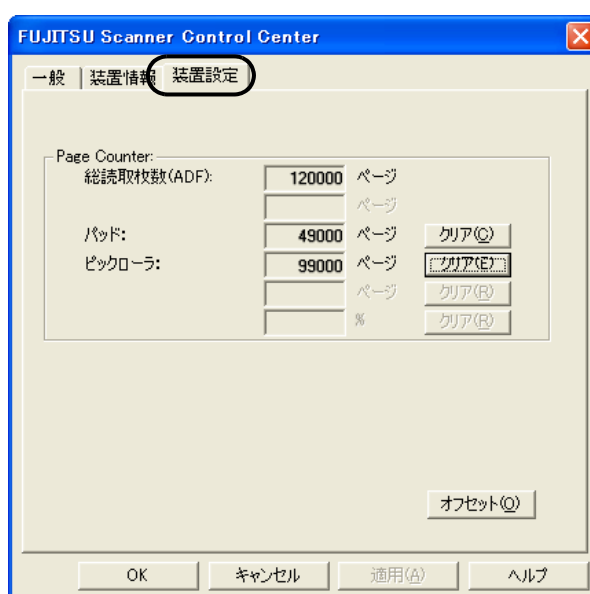 FUJITSU Scanner Control Center
一般 装置情報 装置設定
Page Counter:
総読取枚数(ADF): 120000 ページ
ページ
パッド: 49000 ページ クリア(C)
ピックローラ: 99000 ページ クリア(E)
ページ クリア(R)
% クリア(R)
オフセット(O)
OK キャンセル 適用(A) ヘルプ